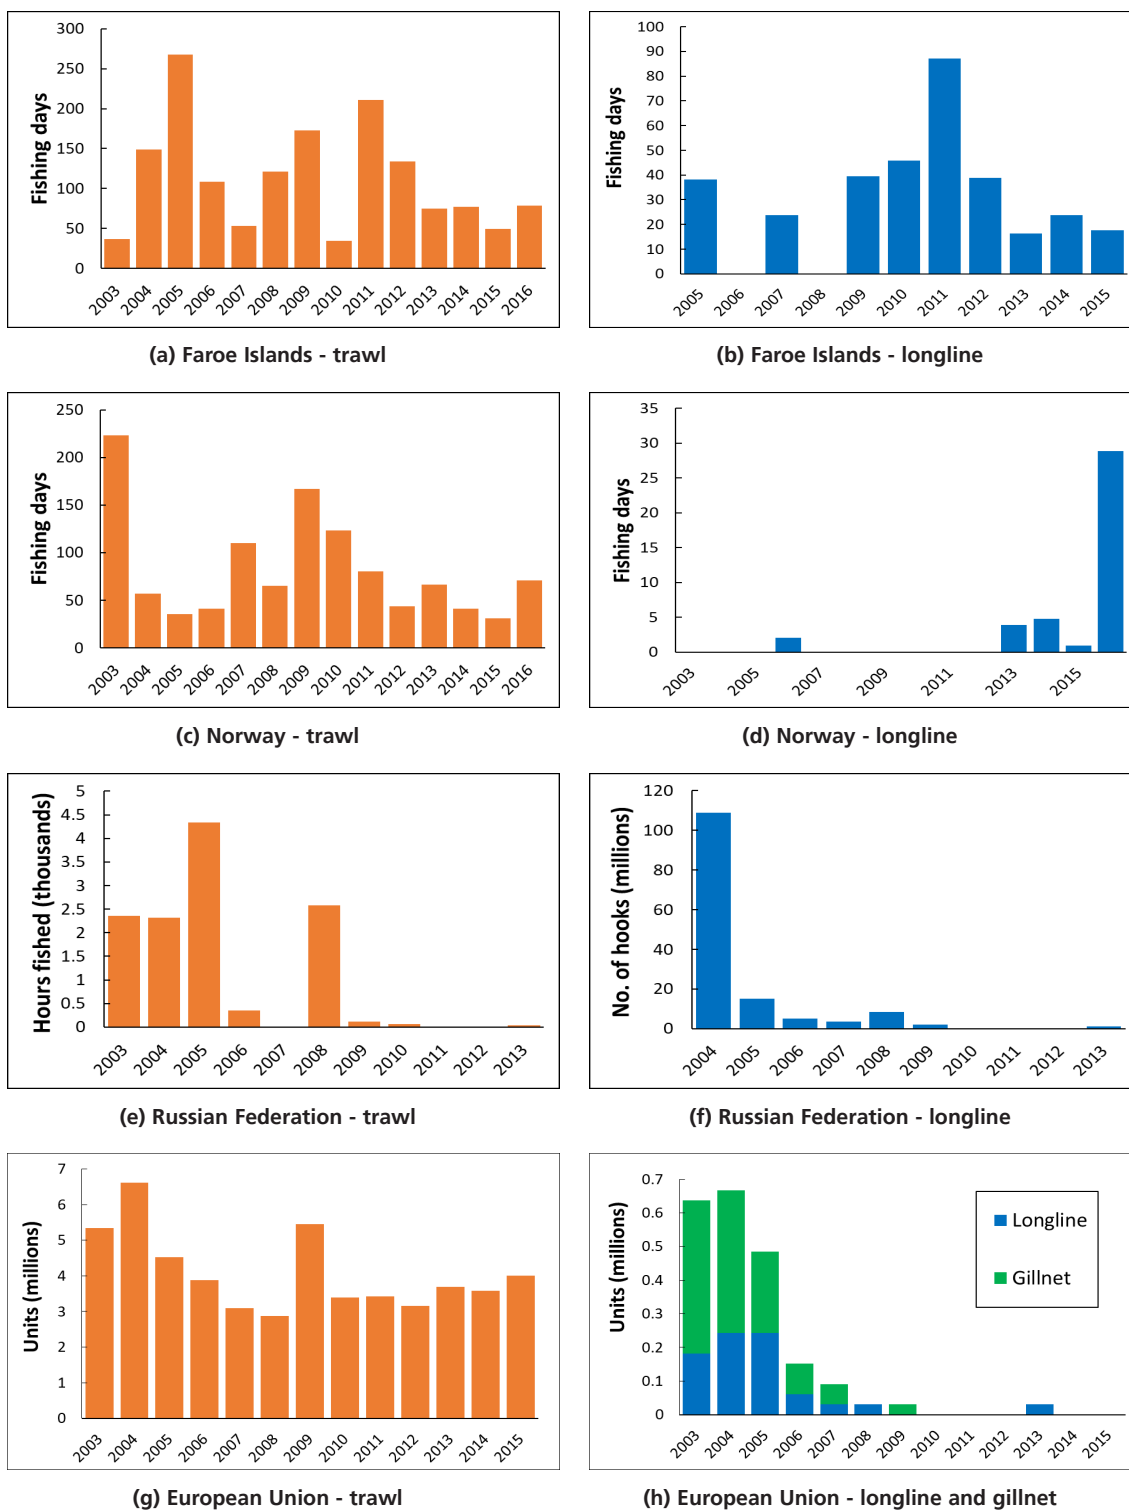 300
250
200
150
100
50
0
Fishing days
2003 2004 2005 2006 2007 2008 2009 2010 2011 2012 2013 2014 2015 2016
(a) Faroe Islands - trawl
100
90
80
70
60
50
40
30
20
10
0
Fishing days
2005 2006 2007 2008 2009 2010 2011 2012 2013 2014 2015
(b) Faroe Islands - longline
250
200
150
100
50
0
Fishing days
2003 2004 2005 2006 2007 2008 2009 2010 2011 2012 2013 2014 2015 2016
(c) Norway - trawl
35
30
25
20
15
10
5
0
Fishing days
2003 2005 2007 2009 2011 2013 2015
(d) Norway - longline
5
4.5
4
3.5
3
2.5
2
1.5
1
0.5
0
Hours fished (thousands)
2003 2004 2005 2006 2007 2008 2009 2010 2011 2012 2013
(e) Russian Federation - trawl
120
100
80
60
40
20
0
No. of hooks (millions)
2004 2005 2006 2007 2008 2009 2010 2011 2012 2013
(f) Russian Federation - longline
7
6
5
4
3
2
1
0
Units (millions)
2003 2004 2005 2006 2007 2008 2009 2010 2011 2012 2013 2014 2015
(g) European Union - trawl
0.7
0.6
0.5
0.4
0.3
0.2
0.1
0
Units (millions)
Longline
Gillnet
2003 2004 2005 2006 2007 2008 2009 2010 2011 2012 2013 2014 2015
(h) European Union - longline and gillnet